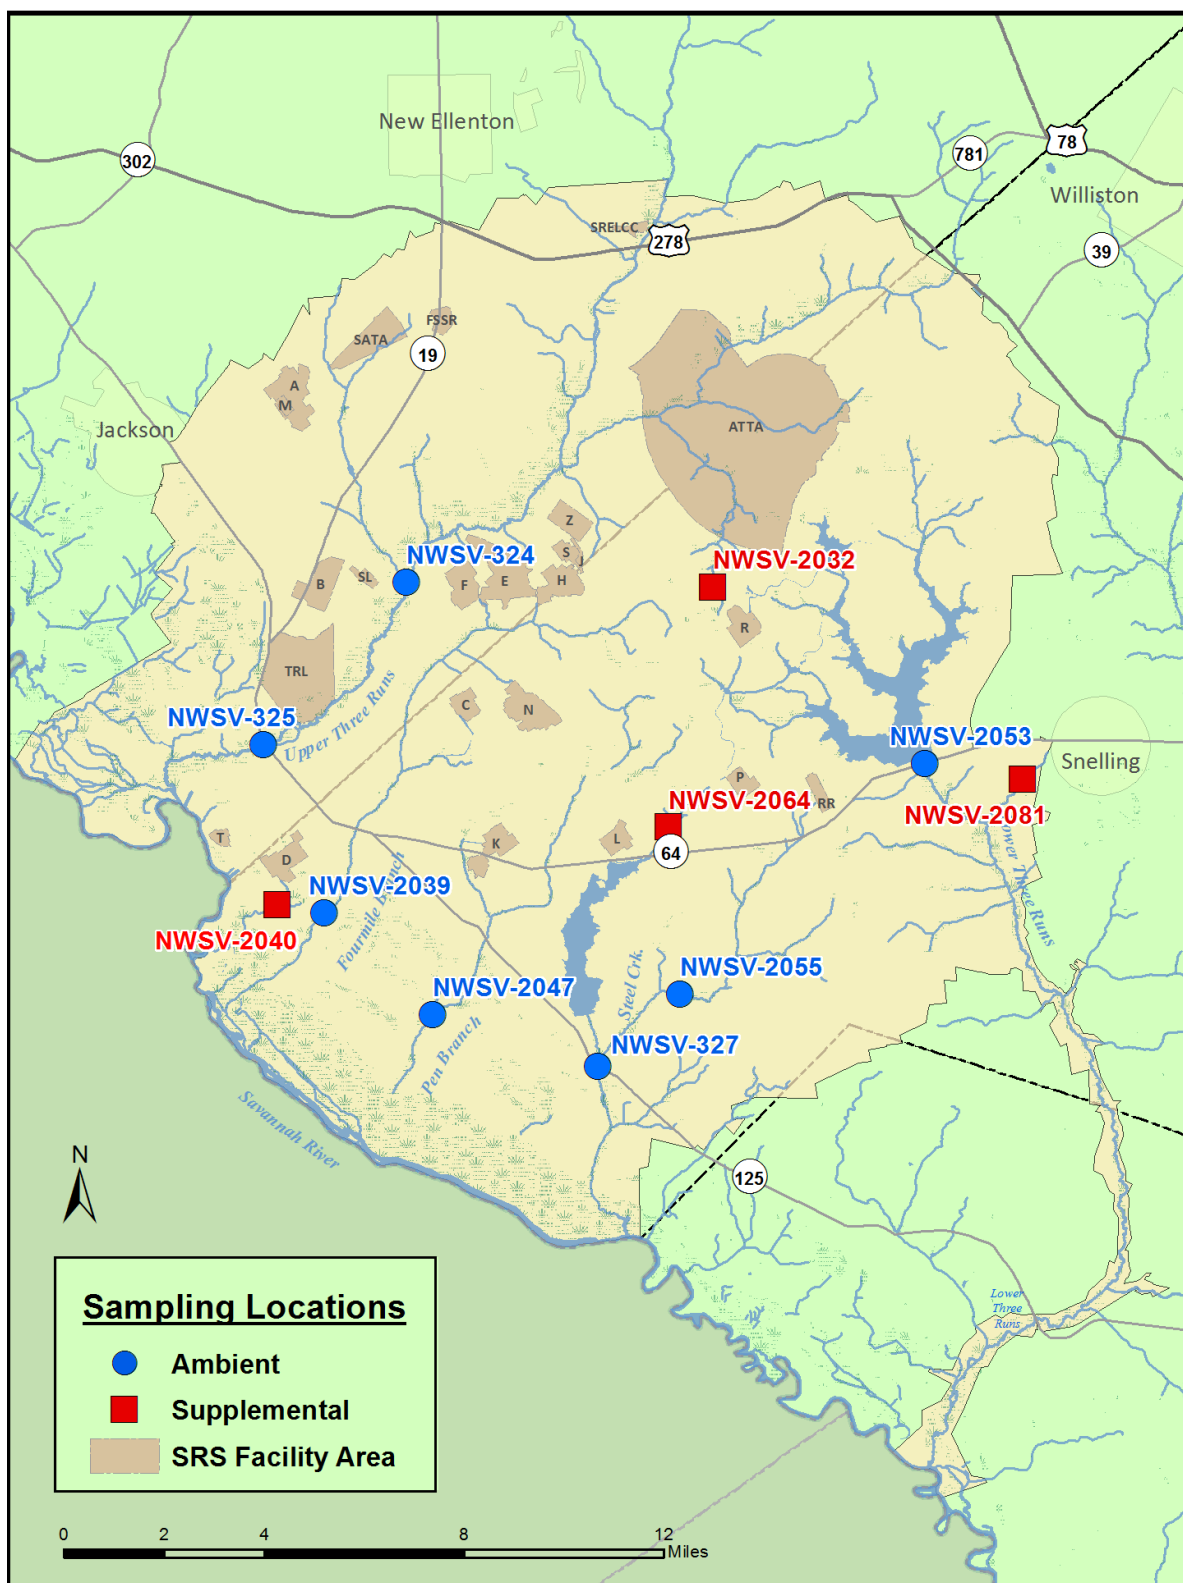 New Ellenton
302
781
78
Williston
39
SRELCC
278
FSSR
SATA
19
A
M
Jackson
ATTA
Z
NWSV-324
S
J
NWSV-2032
SL
B
F
E
H
R
TRL
C
N
NWSV-325
Upper Three Runs
NWSV-2053
Snelling
P
RR
NWSV-2064
NWSV-2081
T
K
L
64
D
Lower Three Runs
NWSV-2039
Fourmile Branch
NWSV-2040
NWSV-2055
Steel Crk.
NWSV-2047
NWSV-327
Pen Branch
Savannah River
N
125
Lower
Three
Runs
Sampling Locations
Ambient
Supplemental
SRS Facility Area
0 2 4 8 12
Miles